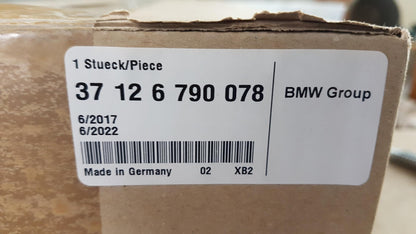 1 Stueck/Piece
37 12 6 790 078
BMW Group
6/2017
6/2022
Made in Germany 02 XB2